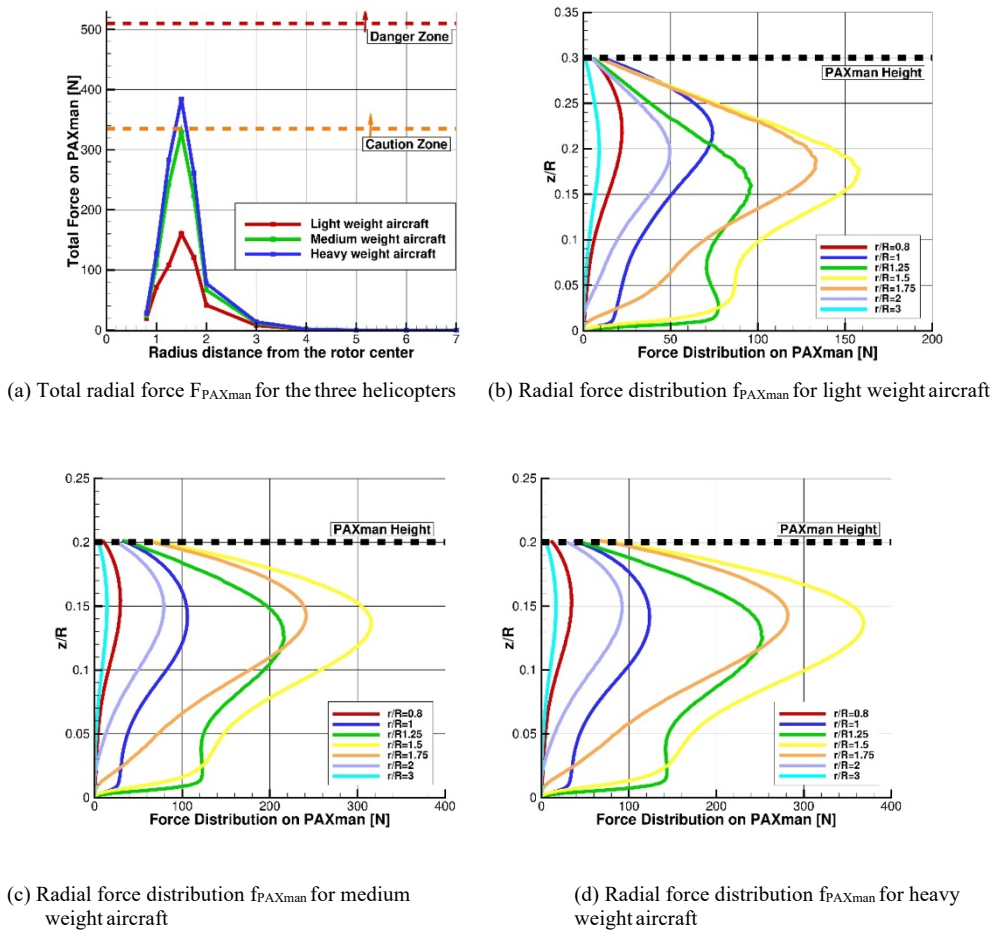 500
400
300
200
100
0
Total Force on PAXman [N]
Danger Zone
Caution Zone
Light weight aircraft
Medium weight aircraft
Heavy weight aircraft
1 2 3 4 5 6 7
Radius distance from the rotor center
(a) Total radial force FPAXman for the three helicopters
0.35
0.3
0.25
0.2
0.15
0.1
0.05
0
z/R
PAXman Height
r/R=0.8
r/R=1
r/R1.25
r/R=1.5
r/R=1.75
r/R=2
r/R=3
0 50 100 150 200
Force Distribution on PAXman [N]
(b) Radial force distribution fPAXman for light weight aircraft
0.25
0.2
0.15
0.1
0.05
0
z/R
PAXman Height
r/R=0.8
r/R=1
r/R1.25
r/R=1.5
r/R=1.75
r/R=2
r/R=3
0 100 200 300 400
Force Distribution on PAXman [N]
(c) Radial force distribution fPAXman for medium
weight aircraft
0.25
0.2
0.15
0.1
0.05
0
z/R
PAXman Height
r/R=0.8
r/R=1
r/R1.25
r/R=1.5
r/R=1.75
r/R=2
r/R=3
0 100 200 300 400
Force Distribution on PAXman [N]
(d) Radial force distribution fPAXman for heavy
weight aircraft